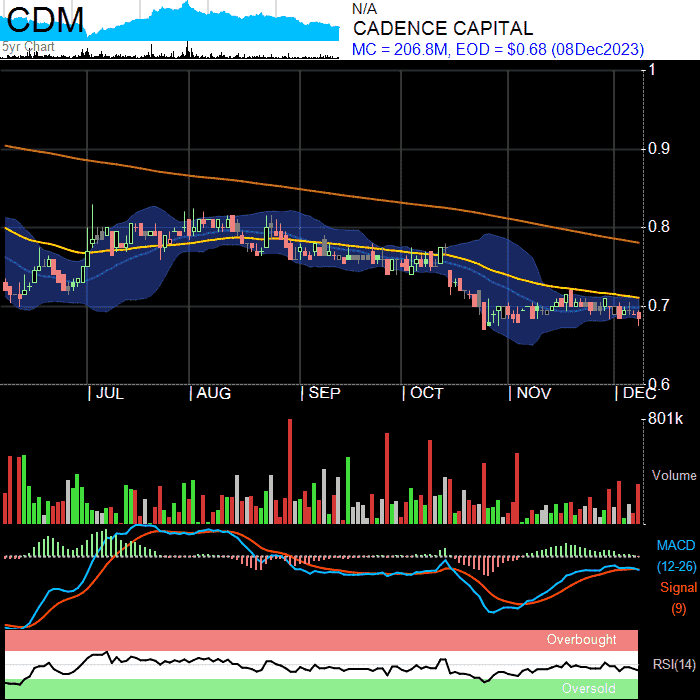 CDM
5yr Chart
N/A
CADENCE CAPITAL
MC = 206.8M, EOD = $0.68 (08Dec2023)
1
0.9
0.8
0.7
0.6
JUL AUG SEP OCT NOV DEC
801k
Volume
MACD
(12-26)
Signal
(9)
Overbought
RSI(14)
Oversold